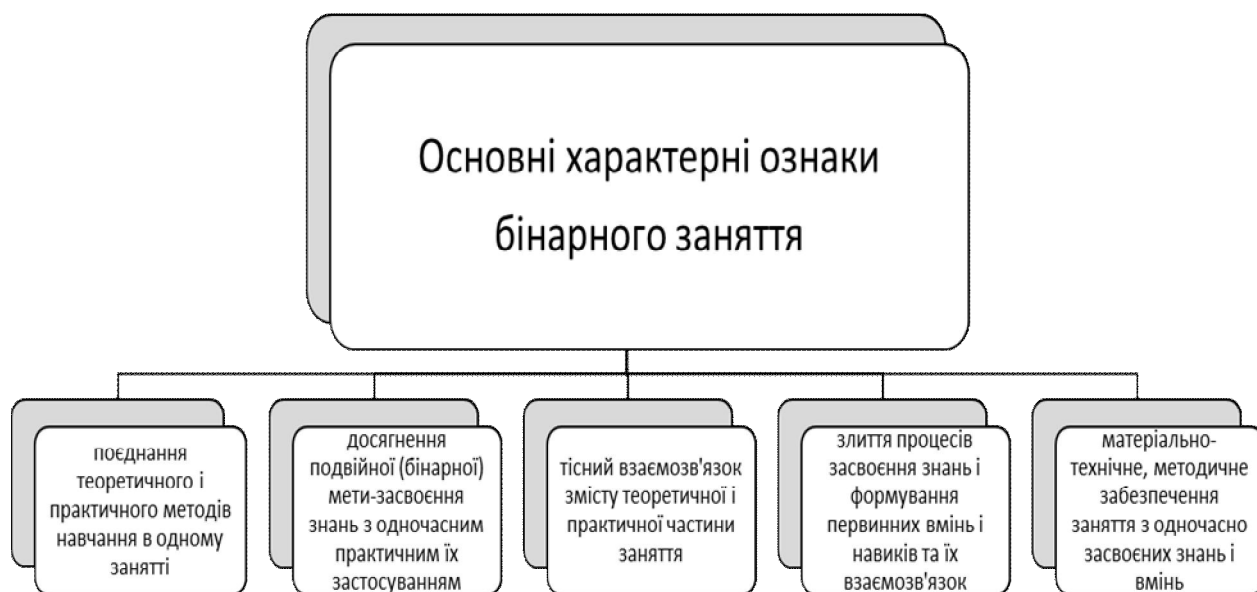 Основні характерні ознаки
бінарного заняття
поєднання
теоретичного і
практичного методів
навчання в одному
занятті
досягнення
подвійної (бінарної)
мети-засвоєння
знань з одночасним
практичним їх
застосуванням
тісний взаємозв'язок
змісту теоретичної і
практичної частини
заняття
злиття процесів
засвоєння знань і
формування
первинних вмінь і
навиків та їх
взаємозв'язок
матеріально-
технічне, методичне
забезпечення
заняття з одночасно
засвоєних знань і
вмінь